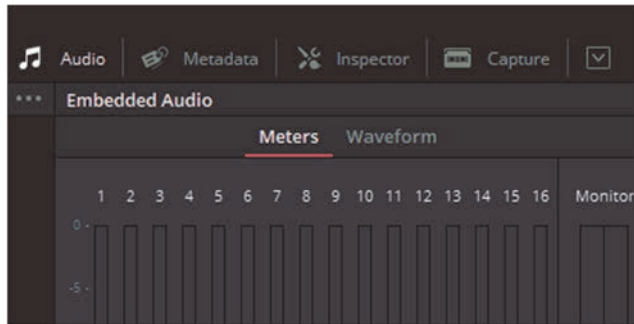 Audio Metadata Inspector Capture
Embedded Audio
Meters Waveform
1 2 3 4 5 6 7 8 9 10 11 12 13 14 15 16 Monitor
0 -
-5 -